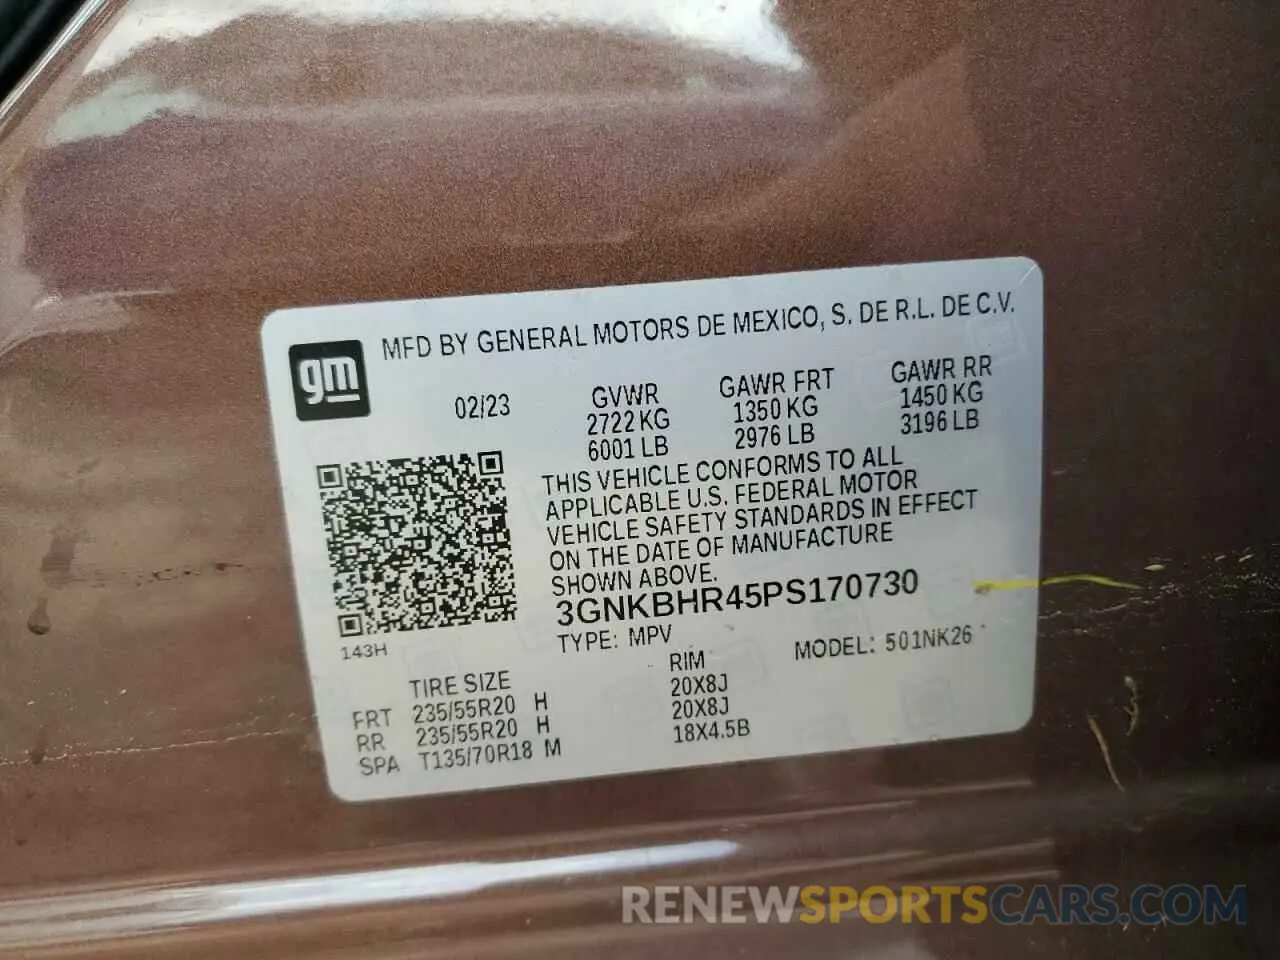 gm
MFD BY GENERAL MOTORS DE MEXICO, S. DE R.L. DE C.V.
02/23 GVWR GAWR FRT GAWR RR
2722 KG 1350 KG 1450 KG
6001 LB 2976 LB 3196 LB
THIS VEHICLE CONFORMS TO ALL
APPLICABLE U.S. FEDERAL MOTOR
VEHICLE SAFETY STANDARDS IN EFFECT
ON THE DATE OF MANUFACTURE
SHOWN ABOVE.
3GNKBHR45PS170730
143H
TYPE: MPV MODEL: 501NK26
TIRE SIZE RIM
FRT 235/55R20 H 20X8J
RR 235/55R20 H 20X8J
SPA T135/70R18 M 18X4.5B
RENEWSPORTSCARS.COM